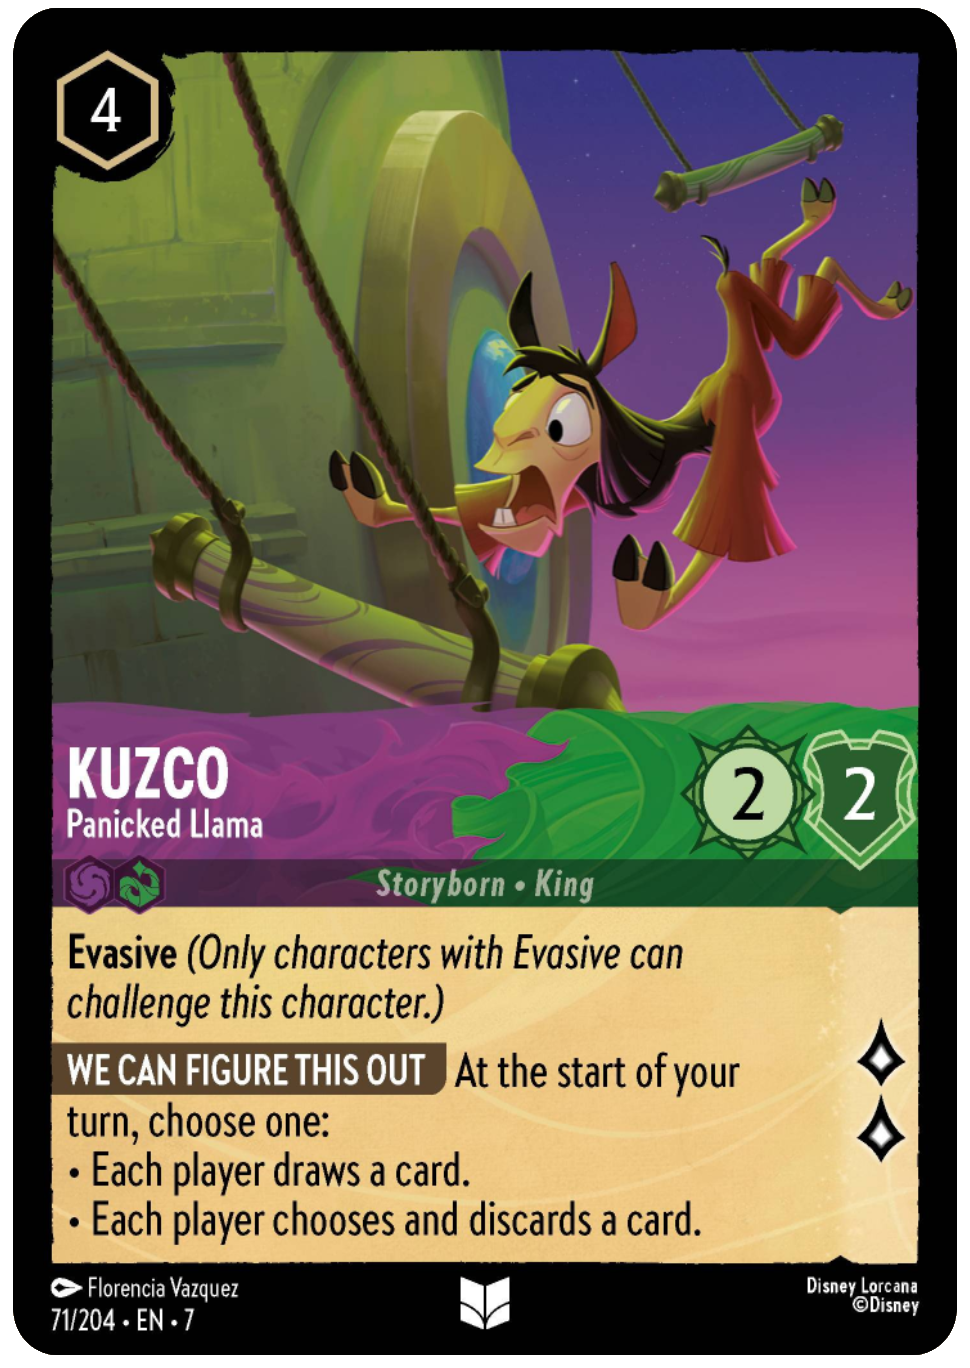 4
KUZCO
Panicked Llama
2
2
Storyborn • King
Evasive (Only characters with Evasive can
challenge this character.)
WE CAN FIGURE THIS OUT At the start of your
turn, choose one:
• Each player draws a card.
• Each player chooses and discards a card.
Florencia Vazquez
71/204 • EN • 7
Disney Lorcana
©Disney